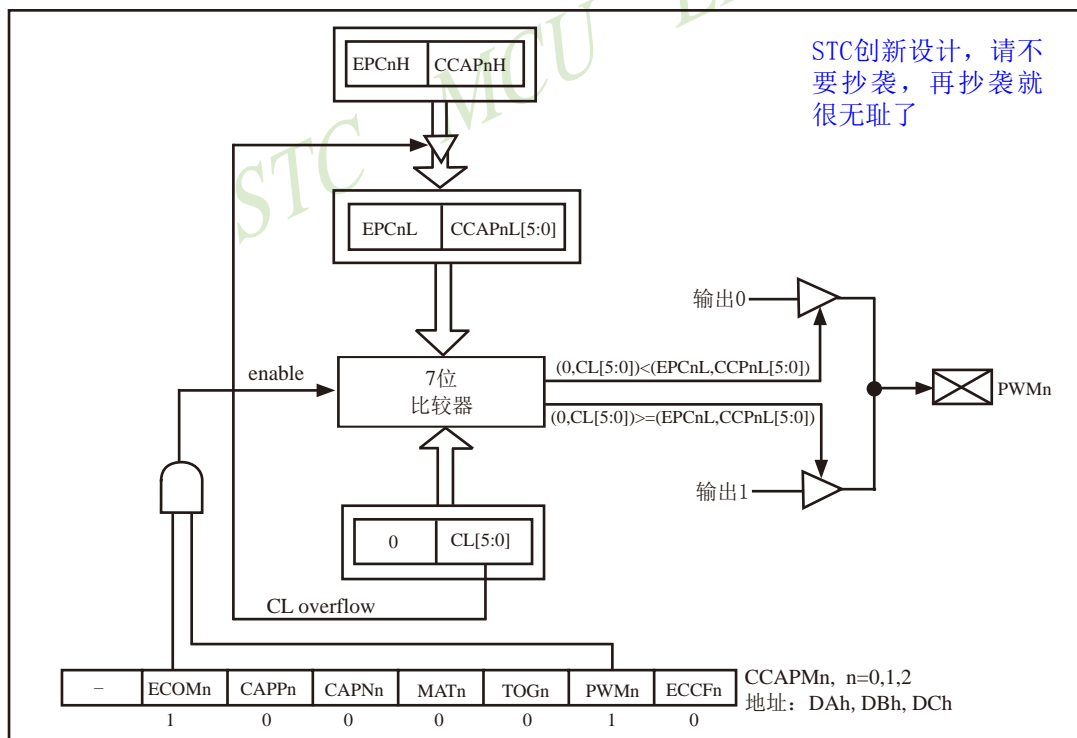 STC MCU
EPCnH CCAPnH
STC创新设计，请不
要抄袭，再抄袭就
很无耻了
EPCnL CCAPnL[5:0]
输出0
enable
7位
比较器
(0,CL[5:0])<(EPCnL,CCPnL[5:0])
(0,CL[5:0])>=(EPCnL,CCPnL[5:0])
PWMn
输出1
0 CL[5:0]
CL overflow
– ECOMn CAPPn CAPNn MATn TOGn PWMn ECCFn
1 0 0 0 0 1 0
CCAPMn, n=0,1,2
地址：DAh, DBh, DCh